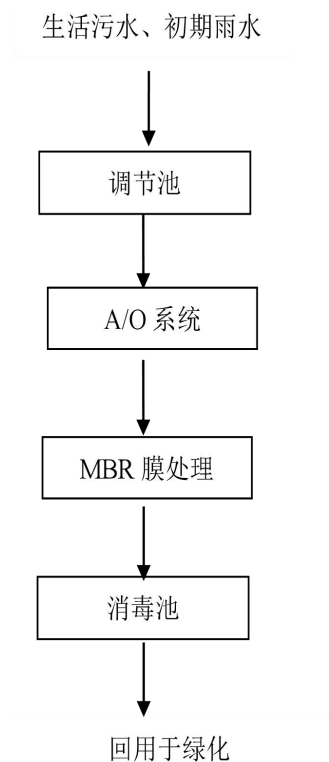 生活污水、初期雨水
调节池
A/O 系统
MBR 膜处理
消毒池
回用于绿化